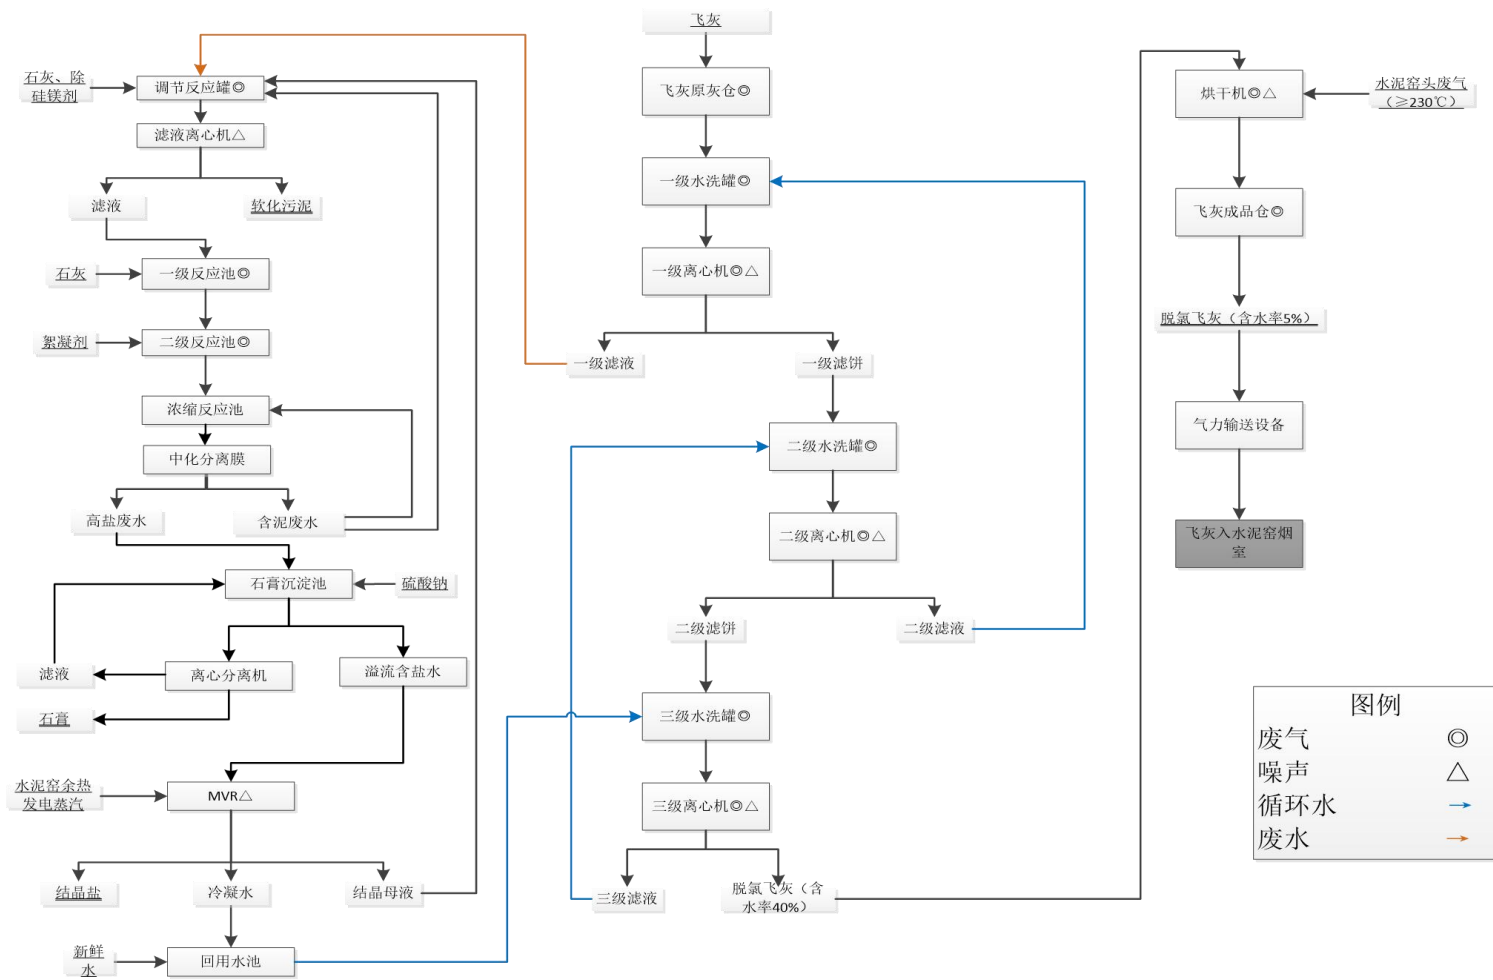 飞灰
石灰、除
硅镁剂
调节反应罐◎
滤液离心机△
滤液
软化污泥
石灰
一级反应池◎
絮凝剂
二级反应池◎
浓缩反应池
中化分离膜
高盐废水
含泥废水
石膏沉淀池
硫酸钠
滤液
离心分离机
溢流含盐水
石膏
水泥窑余热
发电蒸汽
MVR△
结晶盐
冷凝水
结晶母液
新鲜
水
回用水池
飞灰原灰仓◎
一级水洗罐◎
一级离心机◎△
一级滤液
一级滤饼
二级水洗罐◎
二级离心机◎△
二级滤饼
二级滤液
三级水洗罐◎
三级离心机◎△
三级滤液
脱氯飞灰（含
水率40%）
烘干机◎△
水泥窑头废气
（≥230℃）
飞灰成品仓◎
脱氯飞灰（含水率5%）
气力输送设备
飞灰入水泥窑烟
室
图例
废气 ◎
噪声 △
循环水 →
废水 →